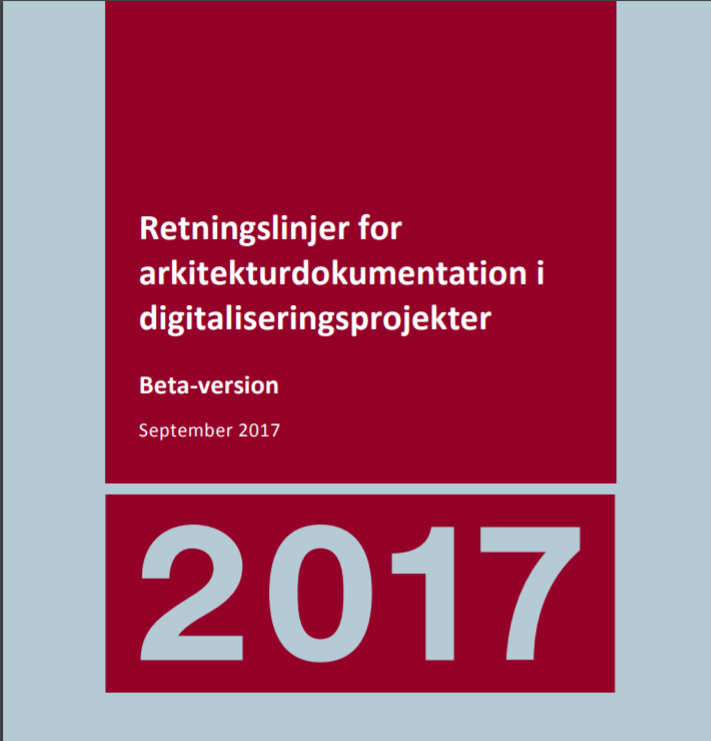 Retningslinjer for
arkitekturdokumentation i
digitaliseringsprojekter
Beta-version
September 2017
2017